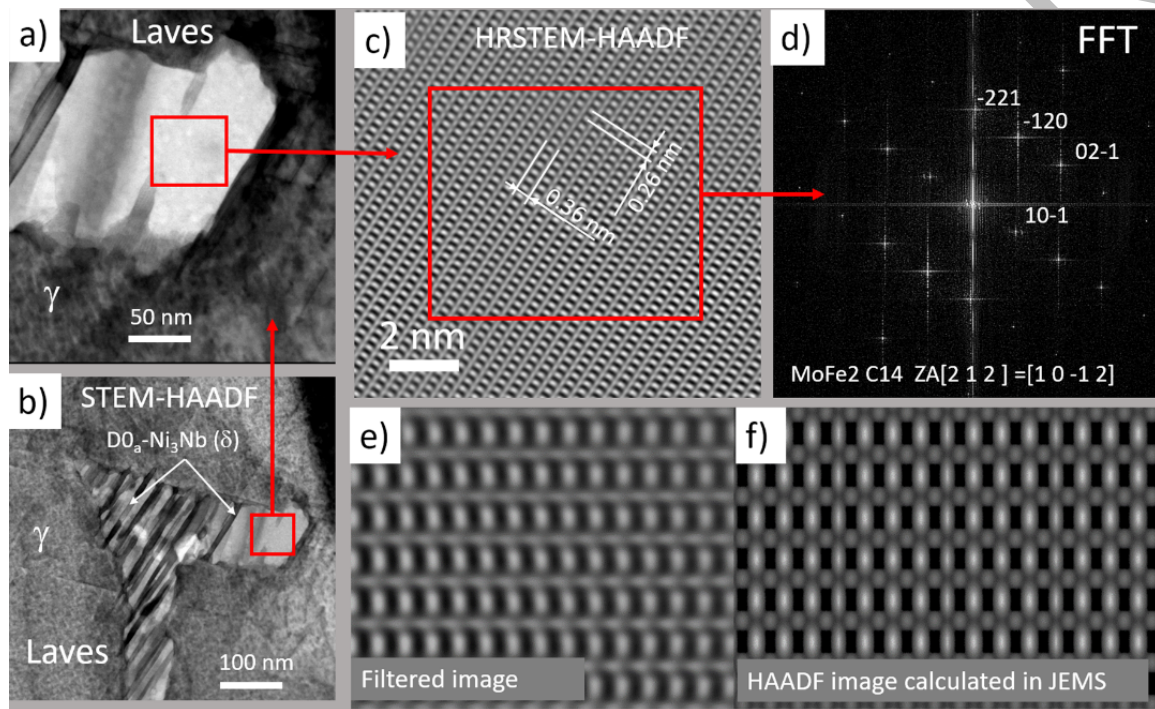 a)
Laves
γ
50 nm
b)
STEM-HAADF
D0a-Ni3Nb (δ)
γ
Laves
100 nm
c)
HRSTEM-HAADF
0.36 nm
0.26 nm
2 nm
d)
FFT
-221
-120
02-1
10-1
MoFe2 C14 ZA[2 1 2 ] =[1 0 -1 2]
e)
Filtered image
f)
HAADF image calculated in JEMS